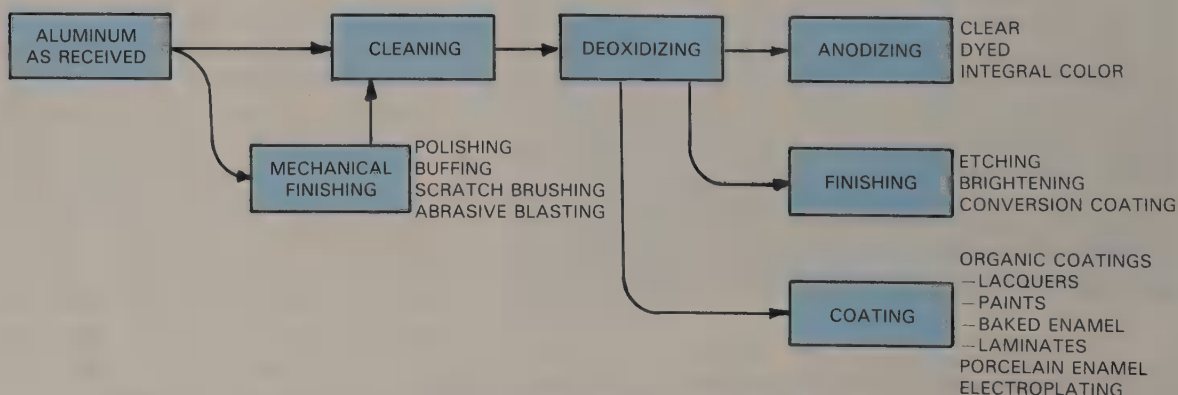 ALUMINUM
AS RECEIVED
CLEANING
DEOXIDIZING
ANODIZING
CLEAR
DYED
INTEGRAL COLOR
MECHANICAL
FINISHING
POLISHING
BUFFING
SCRATCH BRUSHING
ABRASIVE BLASTING
FINISHING
ETCHING
BRIGHTENING
CONVERSION COATING
COATING
ORGANIC COATINGS
—LACQUERS
—PAINTS
—BAKED ENAMEL
—LAMINATES
PORCELAIN ENAMEL
ELECTROPLATING